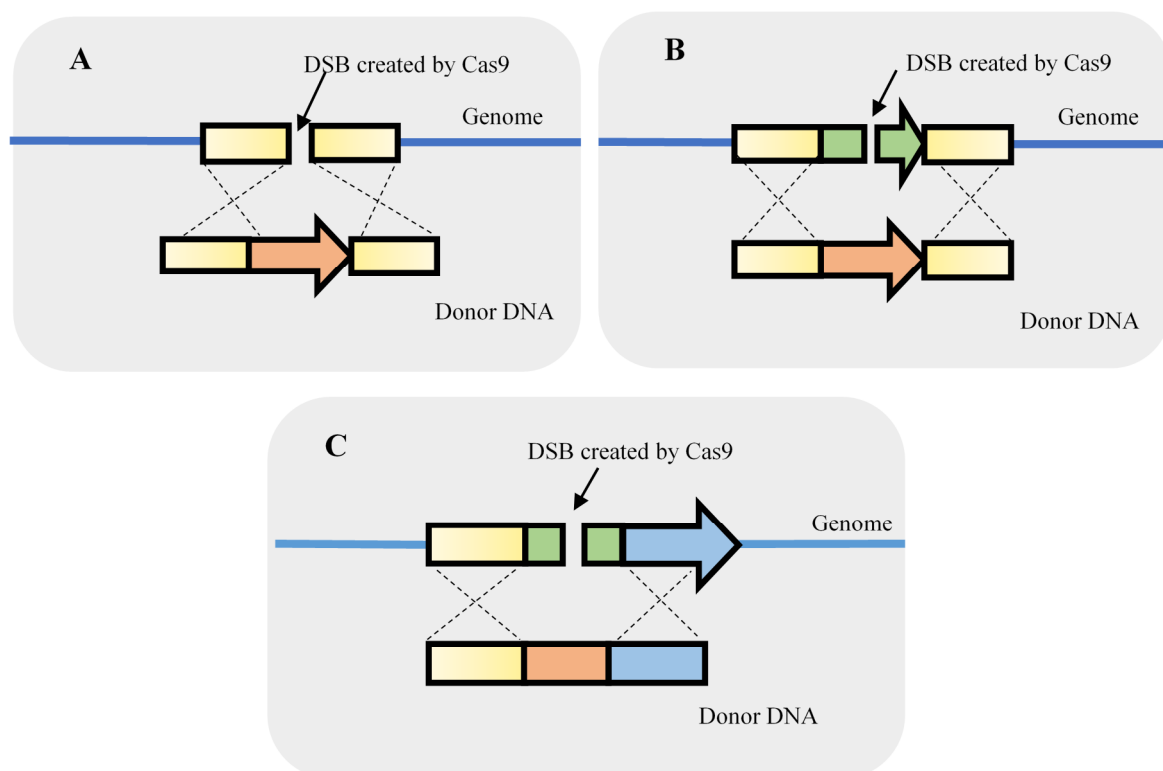 A
DSB created by Cas9
Genome
Donor DNA
B
DSB created by Cas9
Genome
Donor DNA
C
DSB created by Cas9
Genome
Donor DNA